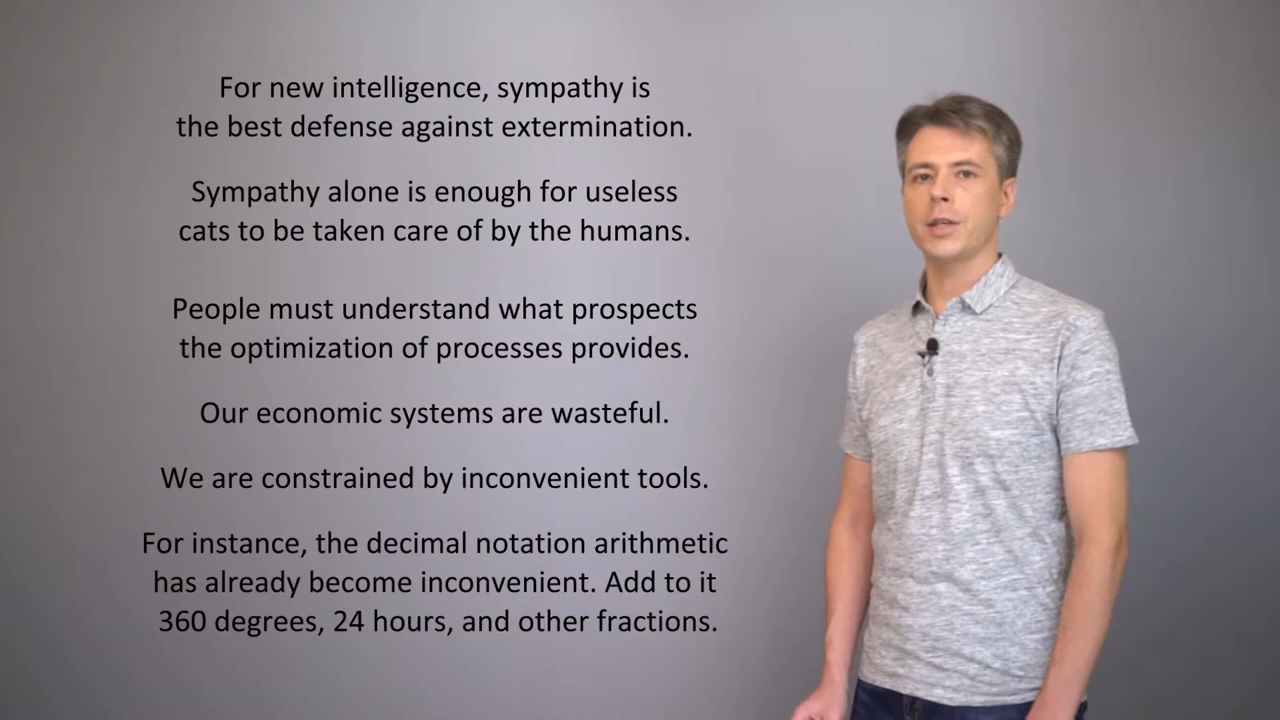 For new intelligence, sympathy is
the best defense against extermination.
Sympathy alone is enough for useless
cats to be taken care of by the humans.
People must understand what prospects
the optimization of processes provides.
Our economic systems are wasteful.
We are constrained by inconvenient tools.
For instance, the decimal notation arithmetic
has already become inconvenient. Add to it
360 degrees, 24 hours, and other fractions.